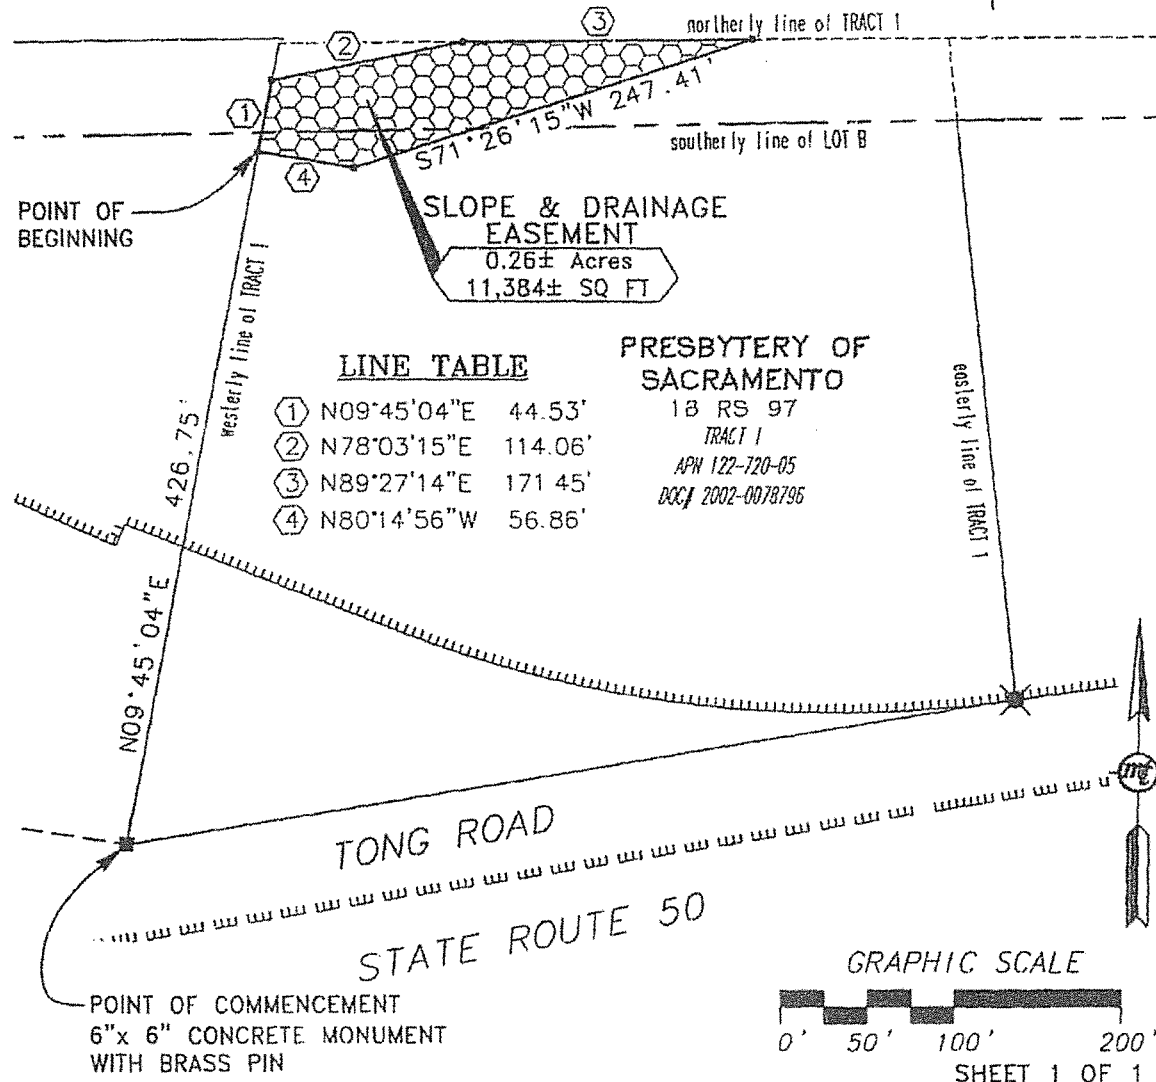 3
northerly line of TRACT 1
2
1
S71°26'15"W 247.41'
southerly line of LOT B
4
POINT OF
BEGINNING
SLOPE & DRAINAGE
EASEMENT
0.26± Acres
11,384± SQ FT
westerly line of TRACT 1
LINE TABLE
1 N09°45'04"E 44.53'
2 N78°03'15"E 114.06'
3 N89°27'14"E 171 45'
4 N80°14'56"W 56.86'
PRESBYTERY OF
SACRAMENTO
18 RS 97
TRACT 1
APN 122-720-05
DOC# 2002-0078796
easterly line of TRACT 1
N09°45'04"E 426.75'
TONG ROAD
STATE ROUTE 50
POINT OF COMMENCEMENT
6"x 6" CONCRETE MONUMENT
WITH BRASS PIN
GRAPHIC SCALE
0' 50' 100' 200'
SHEET 1 OF 1